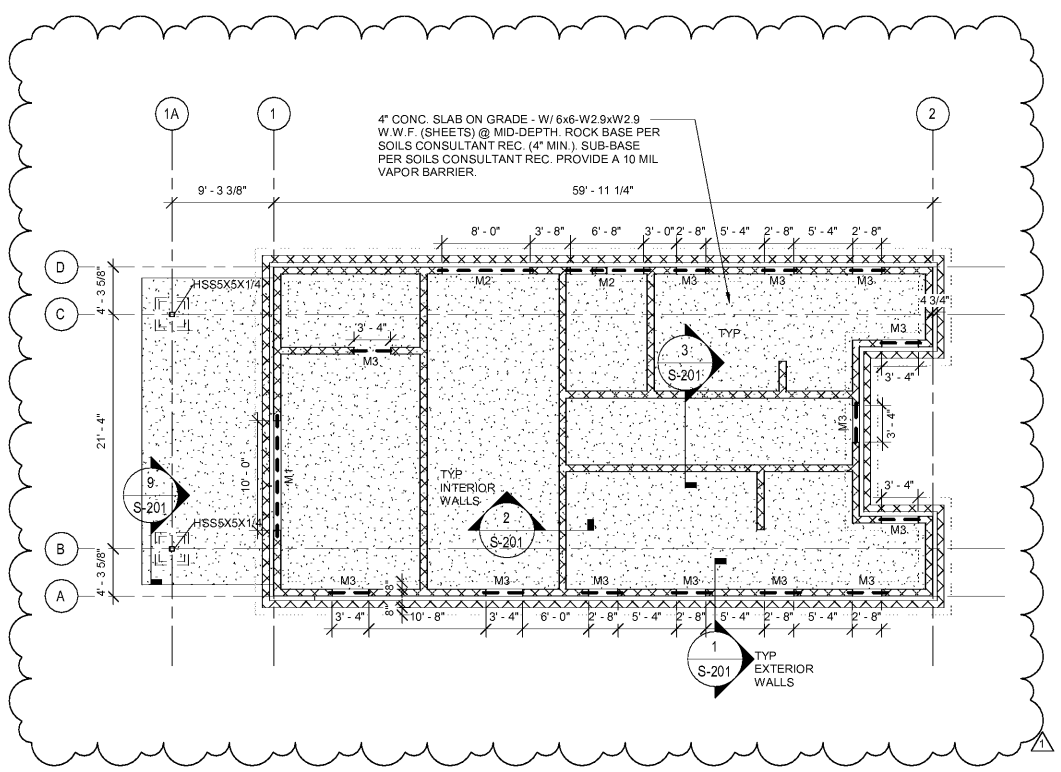 1A
1
2
4" CONC. SLAB ON GRADE - W/ 6x6-W2.9xW2.9
W.W.F. (SHEETS) @ MID-DEPTH. ROCK BASE PER
SOILS CONSULTANT REC. (4" MIN.). SUB-BASE
PER SOILS CONSULTANT REC. PROVIDE A 10 MIL
VAPOR BARRIER.
9' - 3 3/8"
59' - 11 1/4"
8' - 0"
3' - 8"
6' - 8"
3' - 0"
2' - 8"
5' - 4"
2' - 8"
5' - 4"
2' - 8"
D
4' 3 5/8"
HSS5X5X1/4
M2
M2
M3
M3
M3
C
4 3/4"
3' - 4"
M3
TYP
M3
3
S-201
3' - 4"
21' - 4"
M3
3' - 4"
10' - 0"
M1
TYP
INTERIOR
WALLS
9
S-201
3' - 4"
HSS5X5X1/4
2
S-201
M3
B
4' 3 5/8"
M3
M3
M3
M3
M3
M3
A
8"
8"
3' - 4"
10' - 8"
3' - 4"
6' - 0"
2' - 8"
5' - 4"
2' - 8"
5' - 4"
2' - 8"
1
S-201
TYP
EXTERIOR
WALLS
1